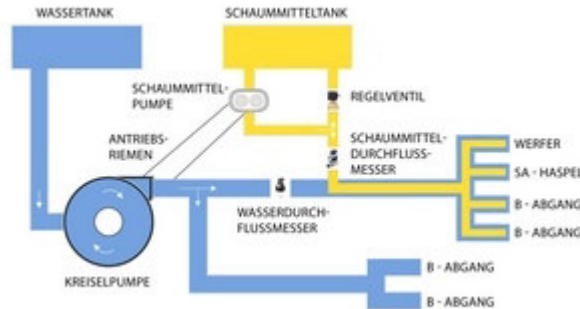 WASSERTANK
SCHAUMMITTELTANK
SCHAUMMITTEL-
PUMPE
REGELVENTIL
ANTRIEBS-
RIEMEN
SCHAUMMITTEL-
DURCHFLUSS-
MESSER
WERFER
SA - HASPEL
B - ABGANG
B - ABGANG
WASSERDURCH-
FLUSSMESSER
KREISELPUMPE
B - ABGANG
B - ABGANG